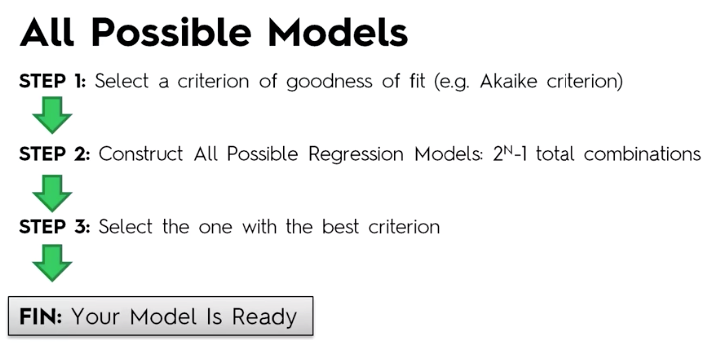 All Possible Models
STEP 1: Select a criterion of goodness of fit (e.g. Akaike criterion)
STEP 2: Construct All Possible Regression Models: 2ᴺ-1 total combinations
STEP 3: Select the one with the best criterion
FIN: Your Model Is Ready